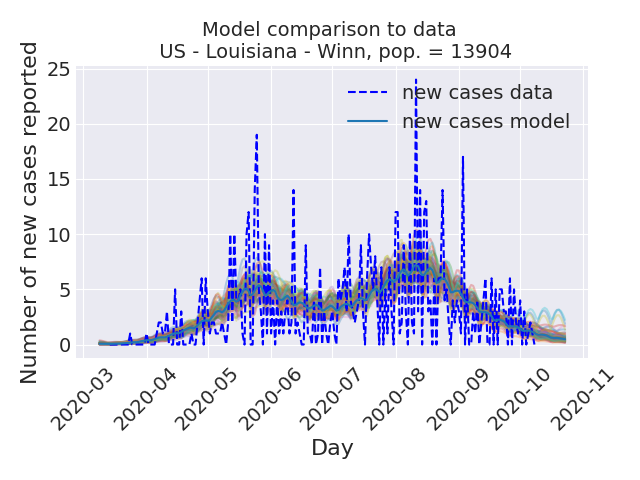 Model comparison to data
US - Louisiana - Winn, pop. = 13904
Number of new cases reported
25
20
15
10
5
0
new cases data
new cases model
2020-03
2020-04
2020-05
2020-06
2020-07
2020-08
2020-09
2020-10
2020-11
Day